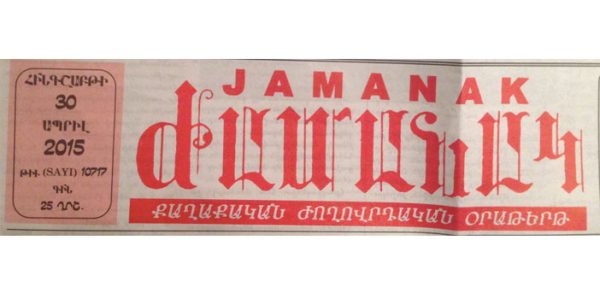 ՀԻՆԳՇԱԲԹԻ
30
ԱՊՐԻԼ
2015
ԹԻՒ (SAYI) 10717
ԳԻՆ
25 ՂՐՇ.
JAMANAK
ԺԱՄԱՆԱԿ
ՔԱՂԱՔԱԿԱՆ ԺՈՂՈՎՐԴԱԿԱՆ ՕՐԱԹԵՐԹ